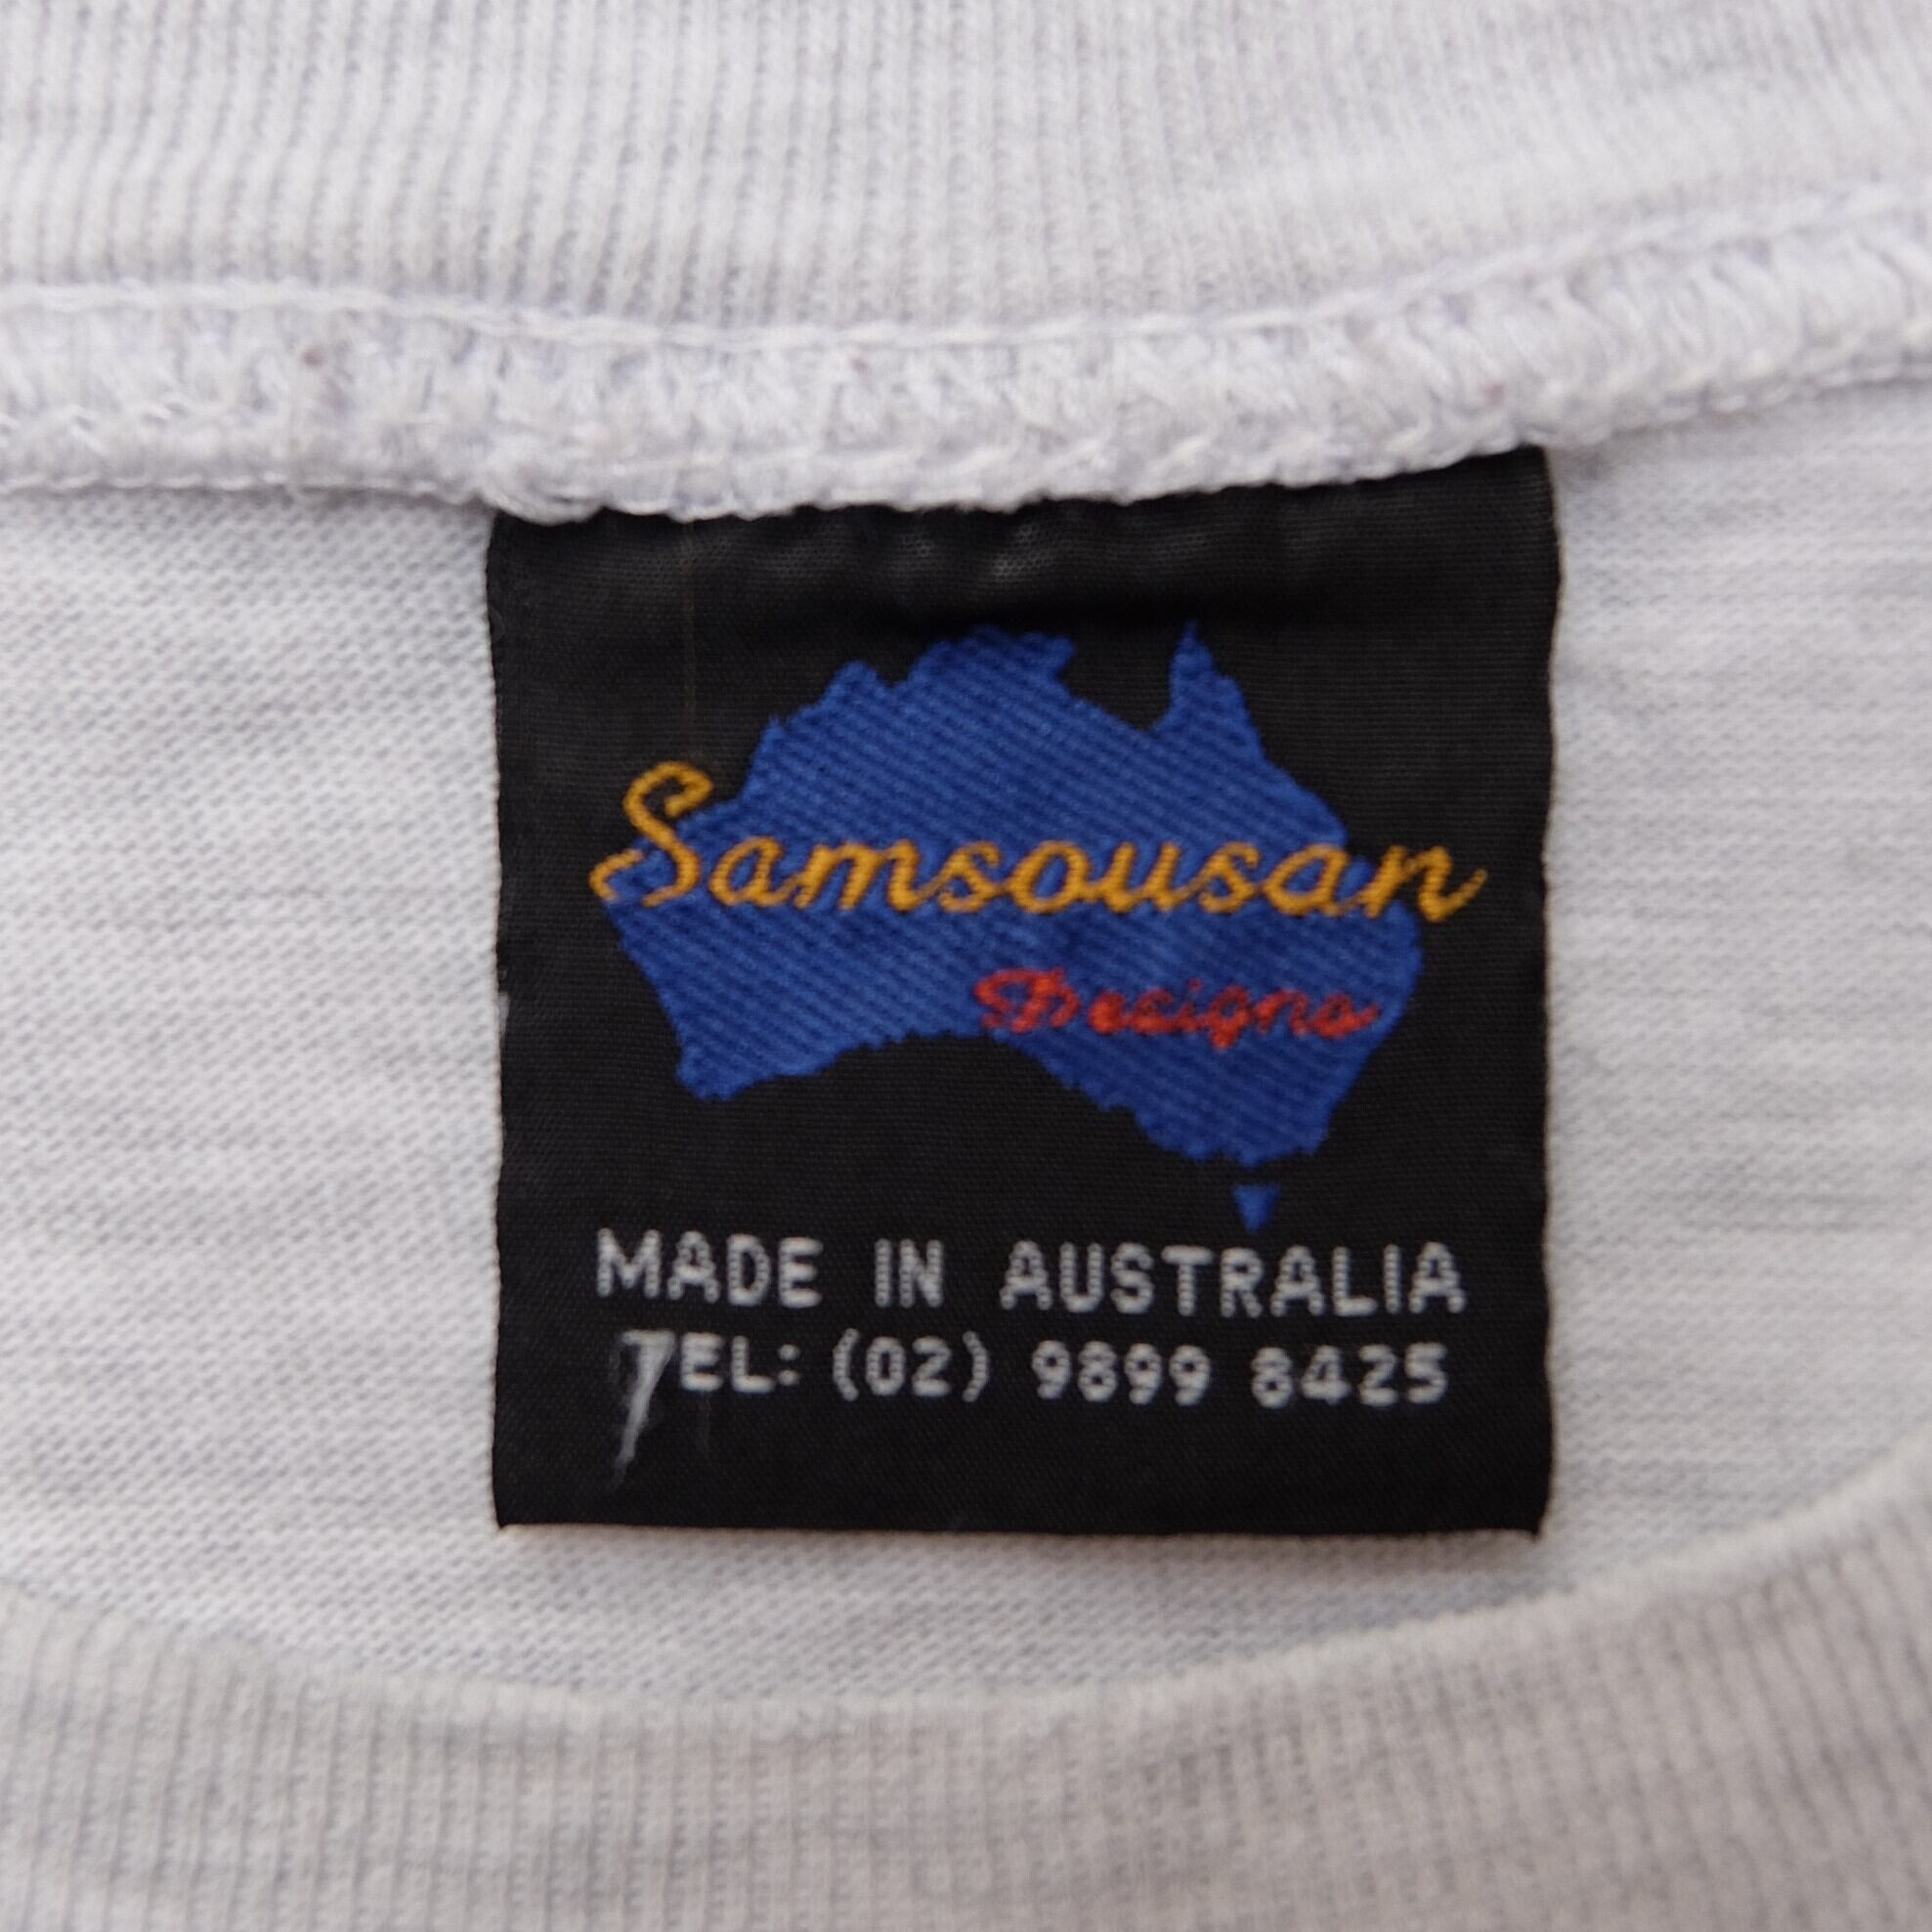 Samsousan
Designs
MADE IN AUSTRALIA
TEL: (02) 9899 8425